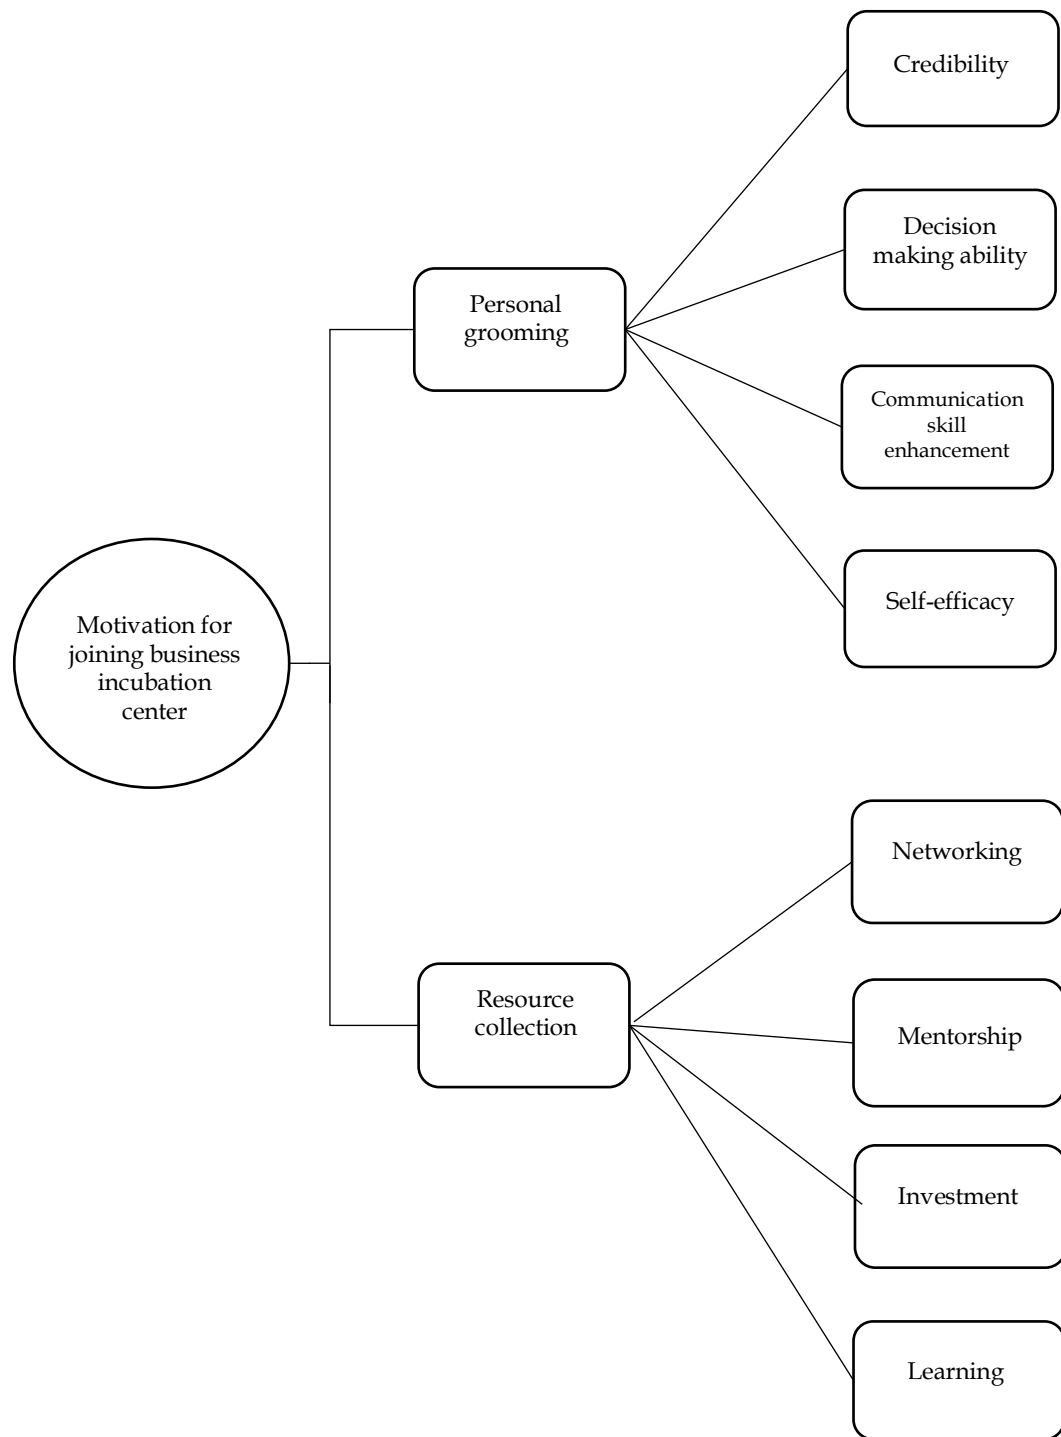 Credibility
Decision
making ability
Personal
grooming
Communication
skill
enhancement
Self-efficacy
Motivation for
joining business
incubation
center
Networking
Resource
collection
Mentorship
Investment
Learning